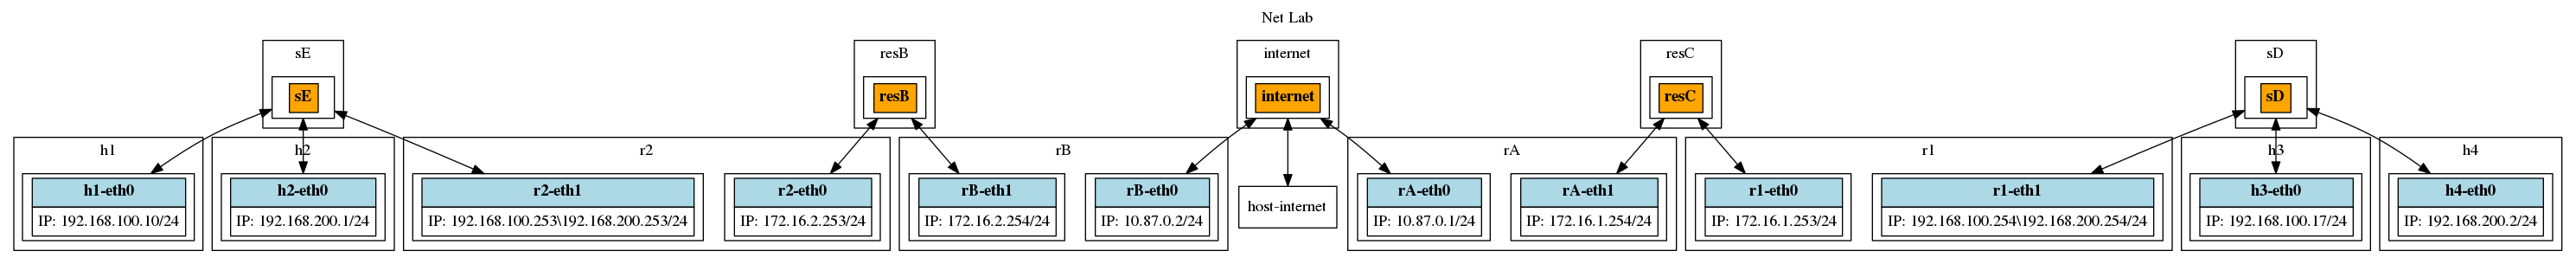 Net Lab
sE
resB
internet
resC
sD
sE
resB
internet
resC
sD
h1
h2
r2
rB
rA
r1
h3
h4
h1-eth0
IP: 192.168.100.10/24
h2-eth0
IP: 192.168.200.1/24
r2-eth1
IP: 192.168.100.253\192.168.200.253/24
r2-eth0
IP: 172.16.2.253/24
rB-eth1
IP: 172.16.2.254/24
rB-eth0
IP: 10.87.0.2/24
host-internet
rA-eth0
IP: 10.87.0.1/24
rA-eth1
IP: 172.16.1.254/24
r1-eth0
IP: 172.16.1.253/24
r1-eth1
IP: 192.168.100.254\192.168.200.254/24
h3-eth0
IP: 192.168.100.17/24
h4-eth0
IP: 192.168.200.2/24